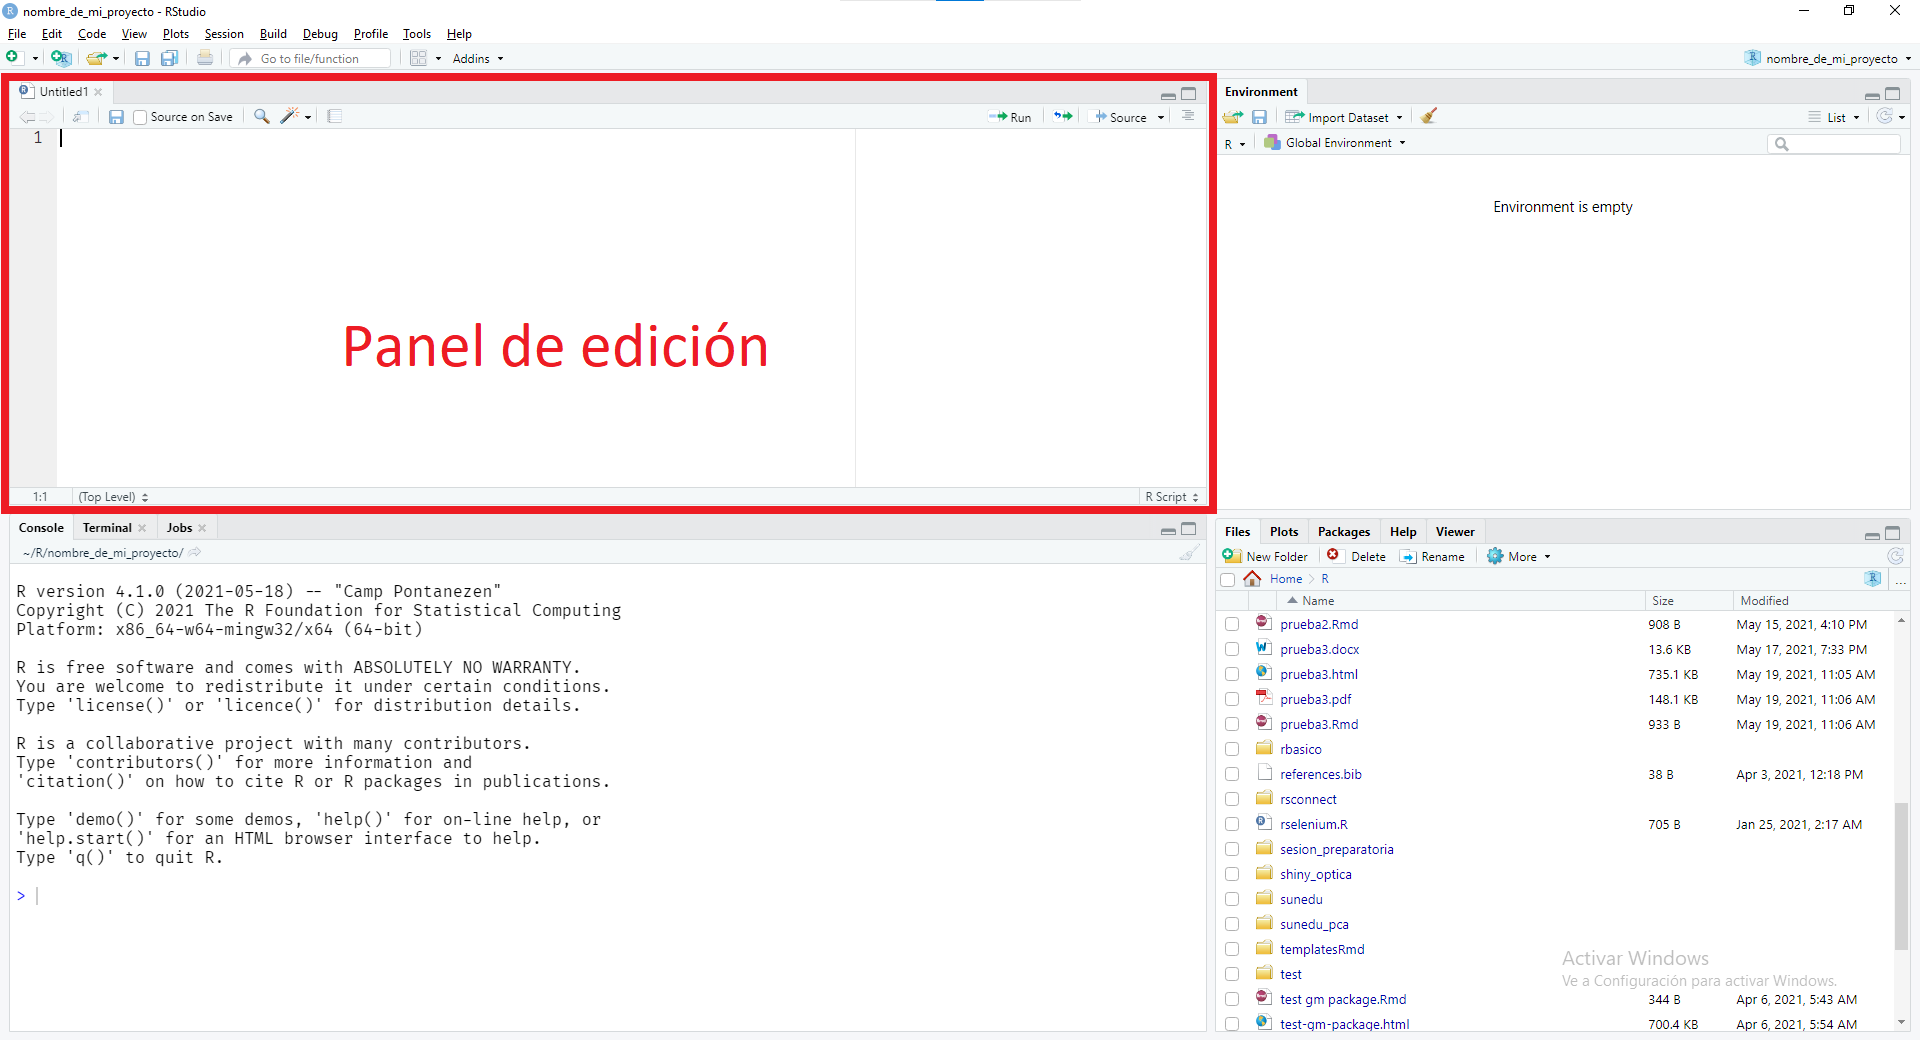 nombre_de_mi_proyecto - RStudio
File Edit Code View Plots Session Build Debug Profile Tools Help
Go to file/function Addins nombre_de_mi_proyecto
Untitled1
Source on Save Run Source
1
Panel de edición
1:1 (Top Level) R Script
Environment
Import Dataset List
R Global Environment
Environment is empty
Console Terminal Jobs
~/R/nombre_de_mi_proyecto/
R version 4.1.0 (2021-05-18) -- "Camp Pontanezen"
Copyright (C) 2021 The R Foundation for Statistical Computing
Platform: x86_64-w64-mingw32/x64 (64-bit)
R is free software and comes with ABSOLUTELY NO WARRANTY.
You are welcome to redistribute it under certain conditions.
Type 'license()' or 'licence()' for distribution details.
R is a collaborative project with many contributors.
Type 'contributors()' for more information and
'citation()' on how to cite R or R packages in publications.
Type 'demo()' for some demos, 'help()' for on-line help, or
'help.start()' for an HTML browser interface to help.
Type 'q()' to quit R.
>
Files Plots Packages Help Viewer
New Folder Delete Rename More
Home R ...
Name Size Modified
prueba2.Rmd 908 B May 15, 2021, 4:10 PM
prueba3.docx 13.6 KB May 17, 2021, 7:33 PM
prueba3.html 735.1 KB May 19, 2021, 11:05 AM
prueba3.pdf 148.1 KB May 19, 2021, 11:06 AM
prueba3.Rmd 933 B May 19, 2021, 11:06 AM
rbasico
references.bib 38 B Apr 3, 2021, 12:18 PM
rsconnect
rselenium.R 705 B Jan 25, 2021, 2:17 AM
sesion_preparatoria
shiny_optica
sunedu
sunedu_pca
templatesRmd
test
test gm package.Rmd 344 B Apr 6, 2021, 5:43 AM
test-gm-package.html 700.4 KB Apr 6, 2021, 5:54 AM
Activar Windows
Ve a Configuración para activar Windows.